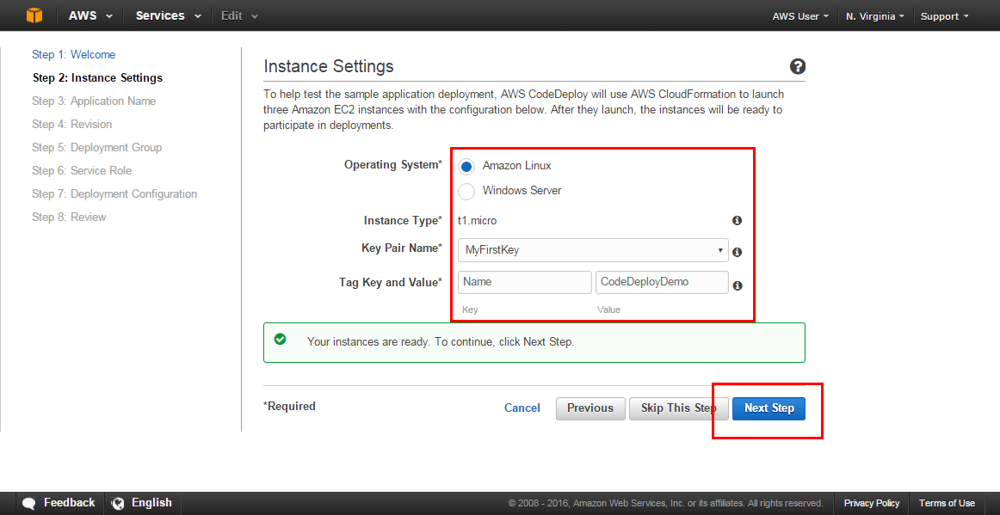 AWS Services Edit AWS User N. Virginia Support
Step 1: Welcome
Step 2: Instance Settings
Step 3: Application Name
Step 4: Revision
Step 5: Deployment Group
Step 6: Service Role
Step 7: Deployment Configuration
Step 8: Review
Instance Settings
To help test the sample application deployment, AWS CodeDeploy will use AWS CloudFormation to launch
three Amazon EC2 instances with the configuration below. After they launch, the instances will be ready to
participate in deployments.
Operating System* Amazon Linux
Windows Server
Instance Type* t1.micro
Key Pair Name* MyFirstKey
Tag Key and Value* Name CodeDeployDemo
Key Value
Your instances are ready. To continue, click Next Step.
*Required Cancel Previous Skip This Step Next Step
Feedback English © 2008 - 2016, Amazon Web Services, Inc. or its affiliates. All rights reserved. Privacy Policy Terms of Use